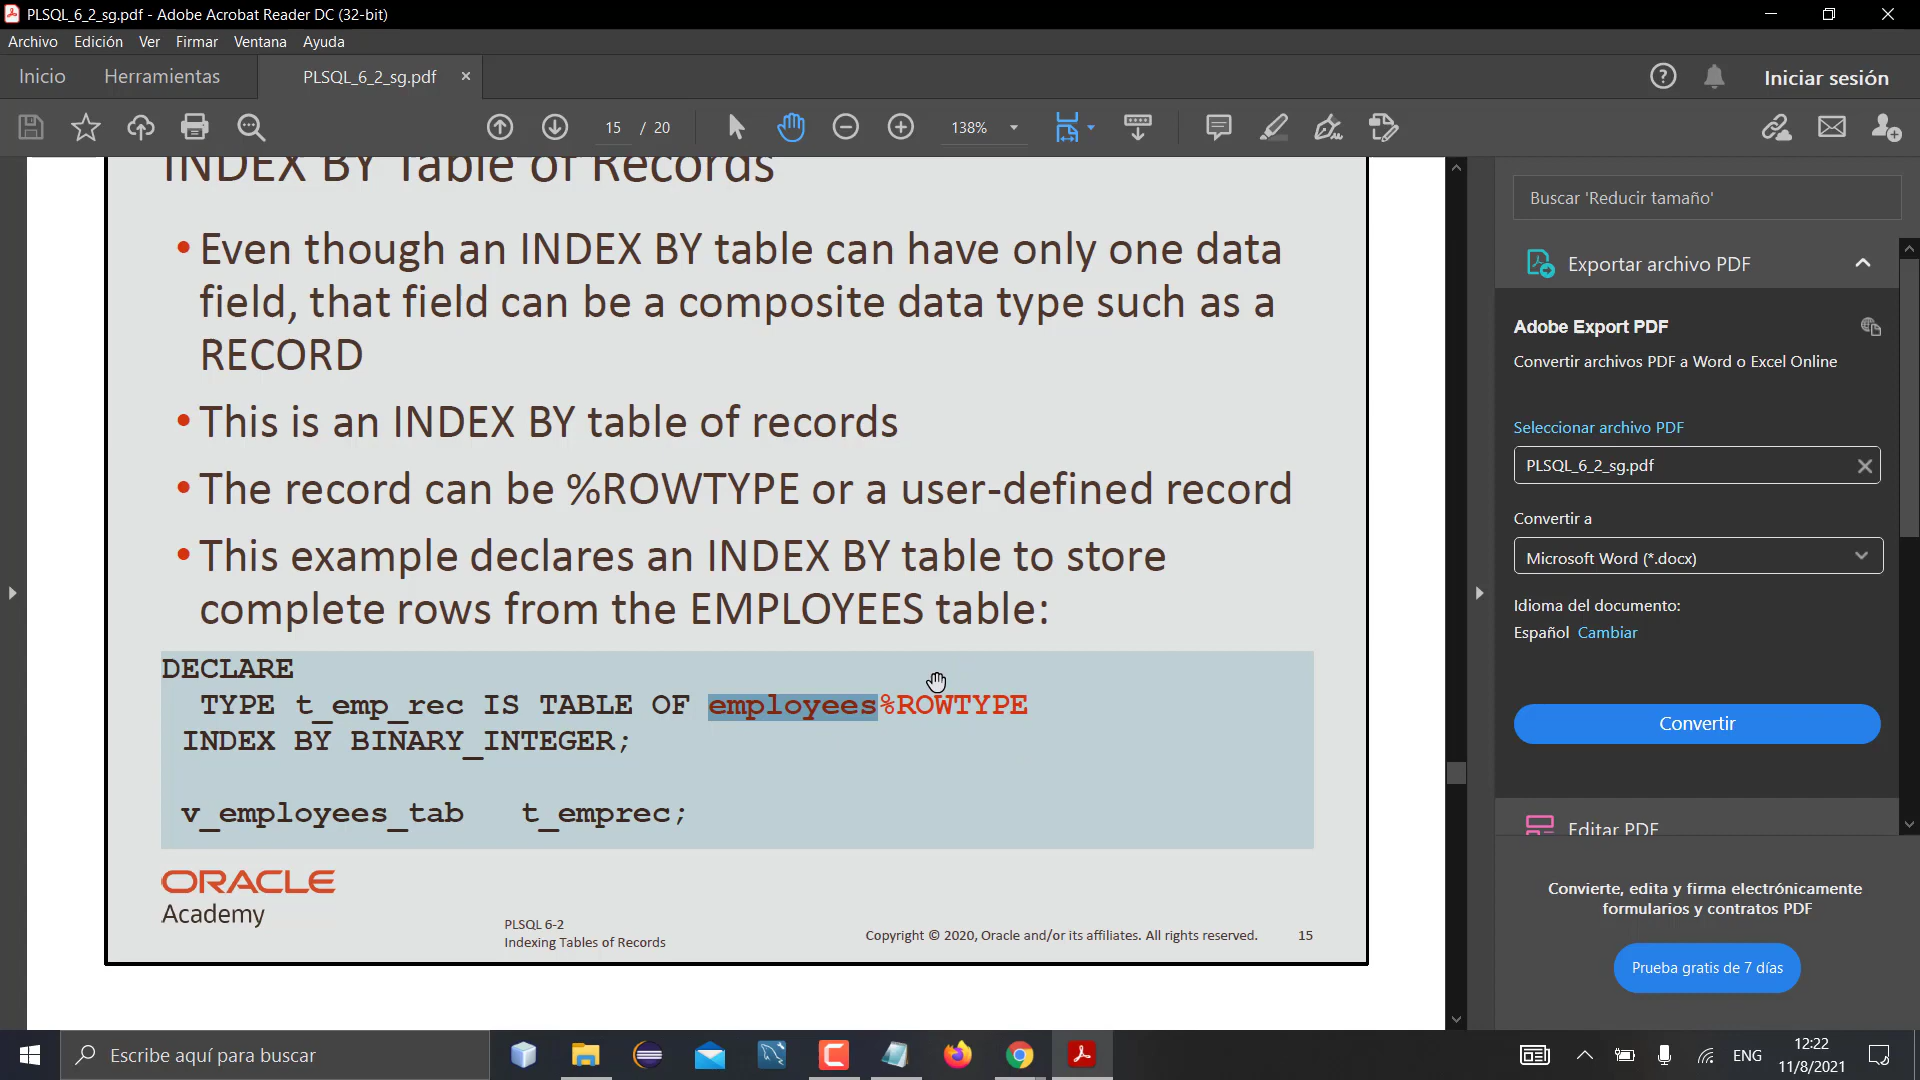 PLSQL_6_2_sg.pdf - Adobe Acrobat Reader DC (32-bit)
Archivo Edición Ver Firmar Ventana Ayuda
Inicio Herramientas PLSQL_6_2_sg.pdf Iniciar sesión
15 / 20 138%
INDEX BY Table of Records
• Even though an INDEX BY table can have only one data
field, that field can be a composite data type such as a
RECORD
• This is an INDEX BY table of records
• The record can be %ROWTYPE or a user-defined record
• This example declares an INDEX BY table to store
complete rows from the EMPLOYEES table:
DECLARE
TYPE t_emp_rec IS TABLE OF employees%ROWTYPE
INDEX BY BINARY_INTEGER;
v_employees_tab t_emprec;
ORACLE
Academy
PLSQL 6-2
Indexing Tables of Records
Copyright © 2020, Oracle and/or its affiliates. All rights reserved. 15
Buscar 'Reducir tamaño'
Exportar archivo PDF
Adobe Export PDF
Convertir archivos PDF a Word o Excel Online
Seleccionar archivo PDF
PLSQL_6_2_sg.pdf
Convertir a
Microsoft Word (*.docx)
Idioma del documento:
Español Cambiar
Convertir
Editar PDF
Convierte, edita y firma electrónicamente
formularios y contratos PDF
Prueba gratis de 7 días
Escribe aquí para buscar
ENG
12:22
11/8/2021